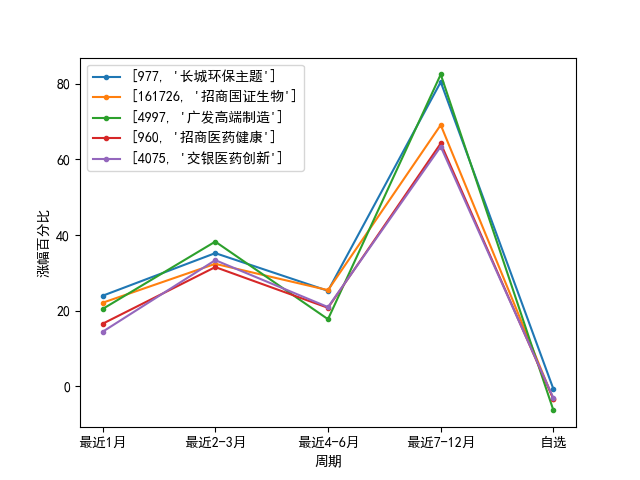 [977, '长城环保主题']
[161726, '招商国证生物']
[4997, '广发高端制造']
[960, '招商医药健康']
[4075, '交银医药创新']
涨幅百分比
80
60
40
20
0
最近1月 最近2-3月 最近4-6月 最近7-12月 自选
周期